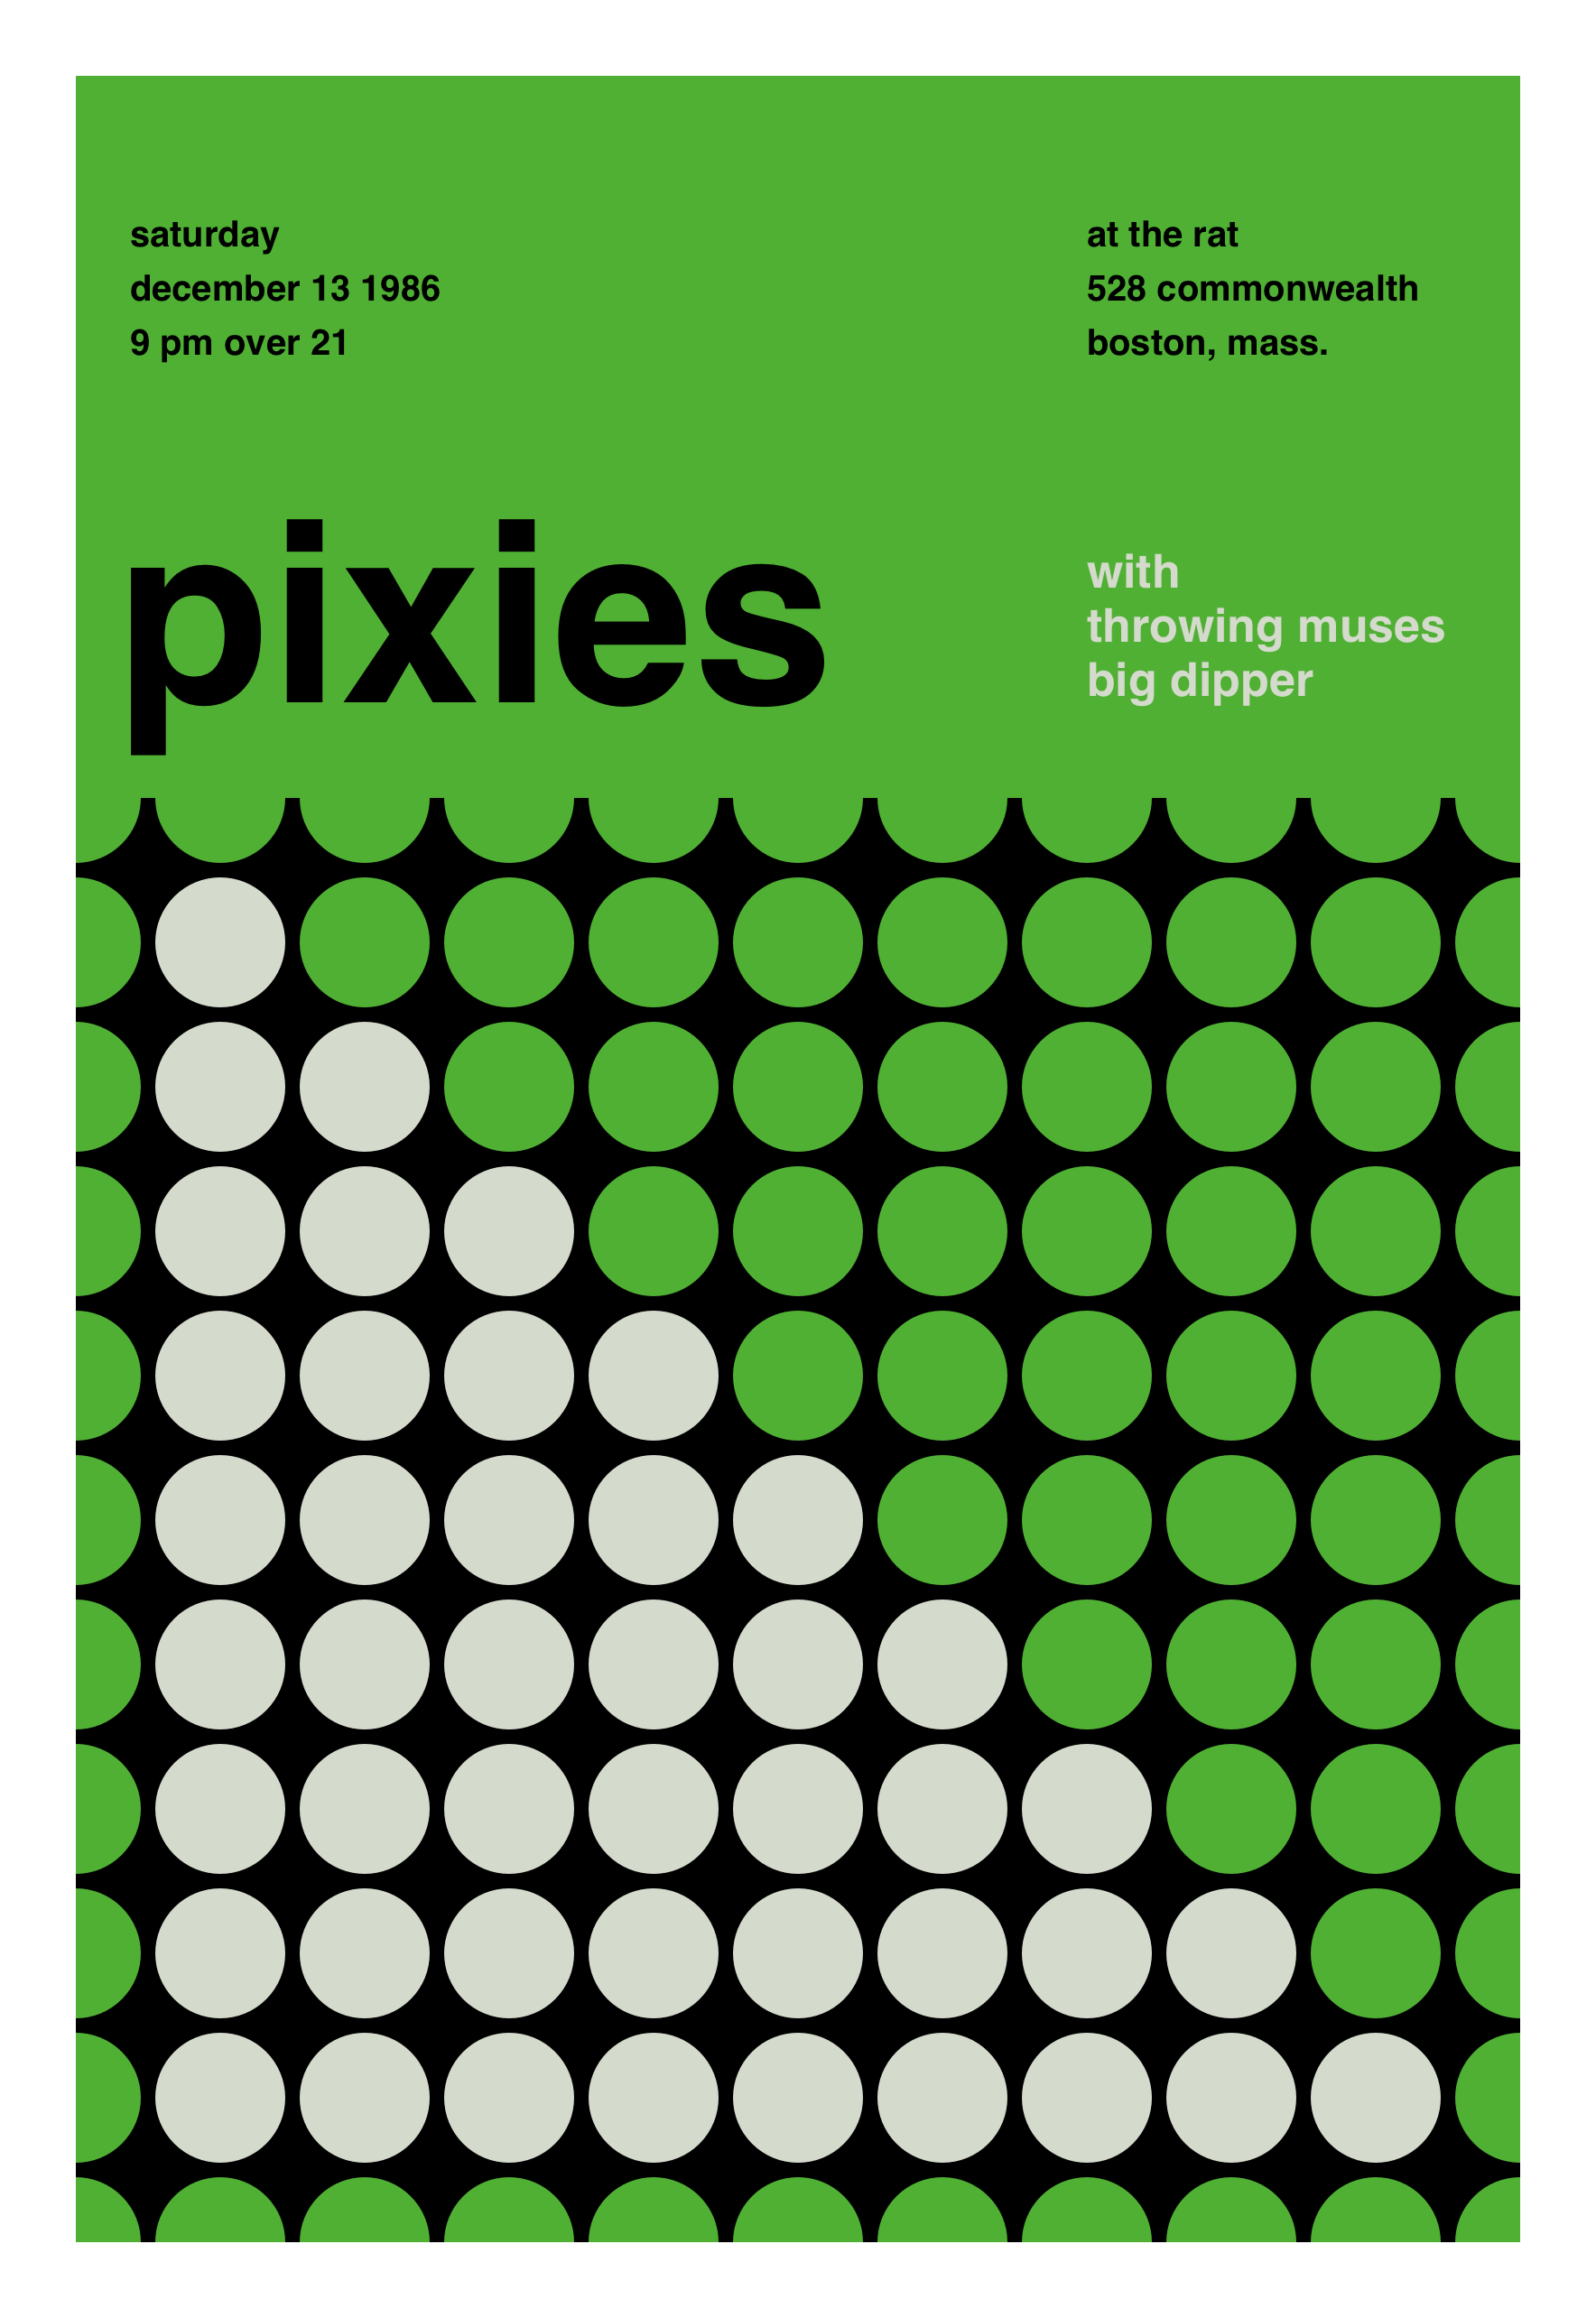 saturday
december 13 1986
9 pm over 21
at the rat
528 commonwealth
boston, mass.
pixies
with
throwing muses
big dipper